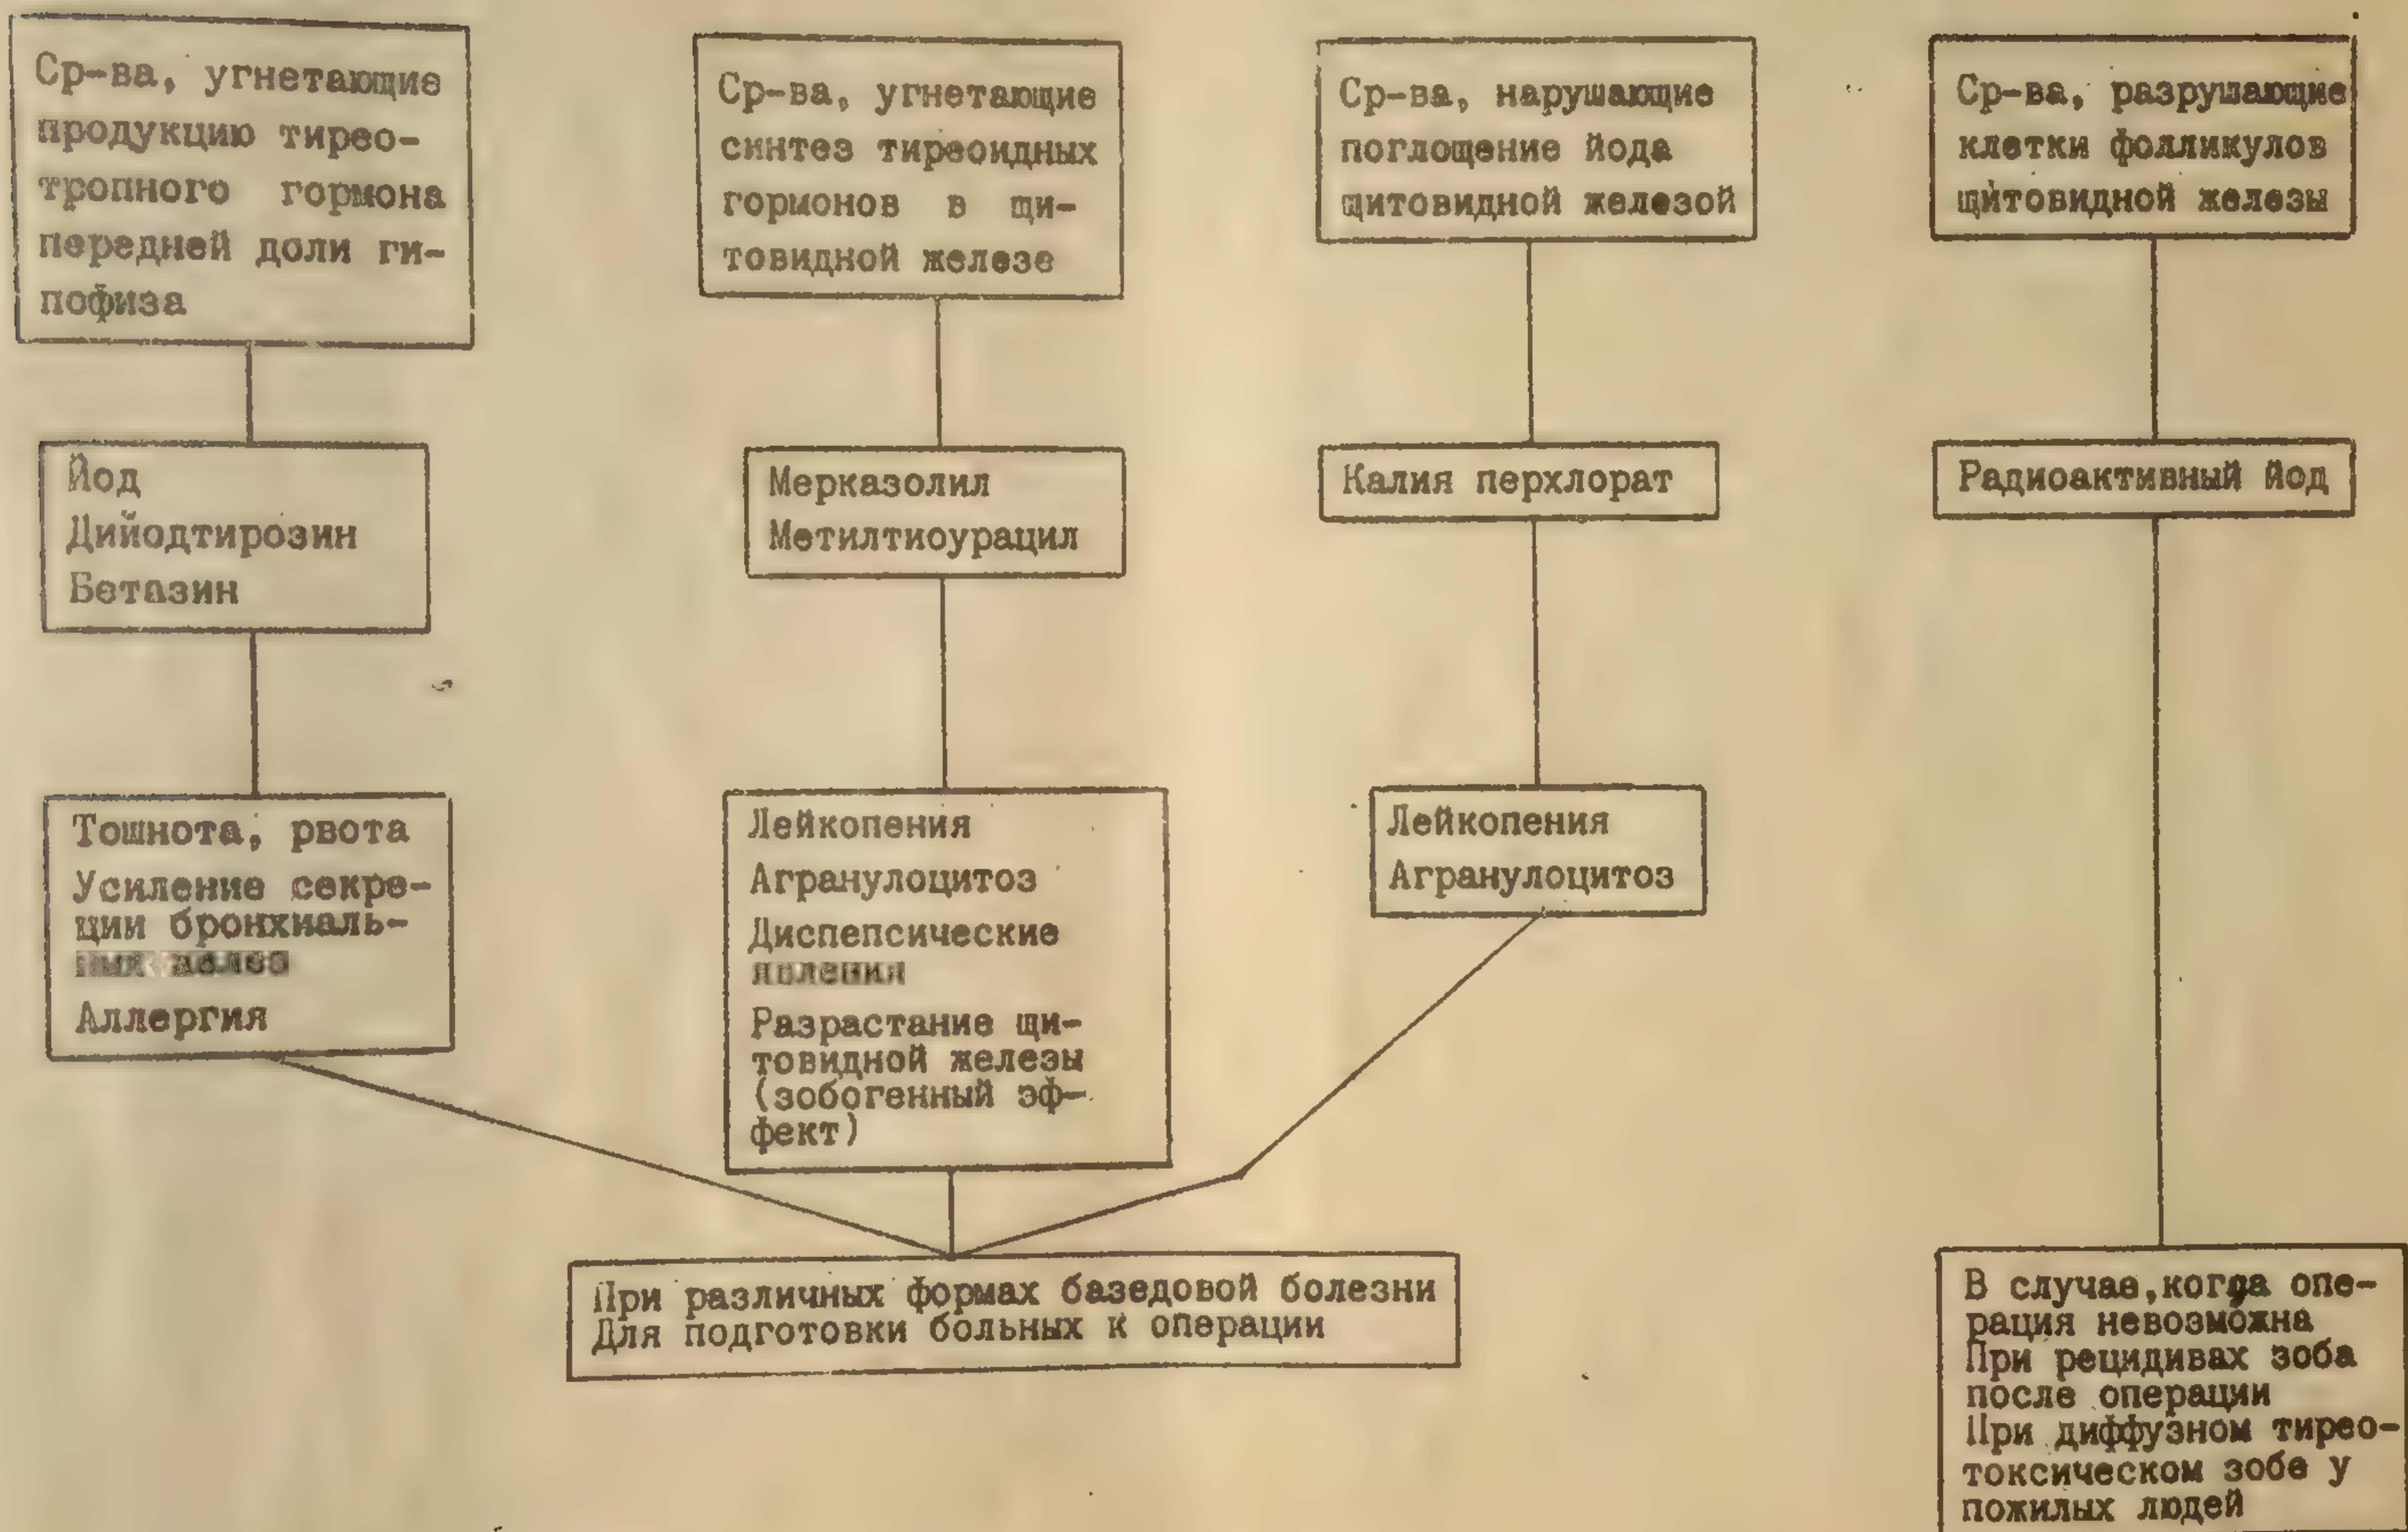 Ср-ва, угнетающие
продукцию тирео-
тропного гормона
передней доли ги-
пофиза
Ср-ва, угнетающие
синтез тиреоидных
гормонов в щи-
товидной железе
Ср-ва, нарушающие
поглощение йода
щитовидной железой
Ср-ва, разрушающие
клетки фолликулов
щитовидной железы
Йод
Дийодтирозин
Бетазин
Мерказолил
Метилтиоурацил
Калия перхлорат
Радиоактивный йод
Тошнота, рвота
Усиление секре-
ции бронхиаль-
ных желез
Аллергия
Лейкопения
Агранулоцитоз
Диспепсические
явления
Разрастание щи-
товидной железы
(зобогенный эф-
фект)
Лейкопения
Агранулоцитоз
При различных формах базедовой болезни
Для подготовки больных к операции
В случае,когда опе-
рация невозможна
При рецидивах зоба
после операции
При диффузном тирео-
токсическом зобе у
пожилых людей